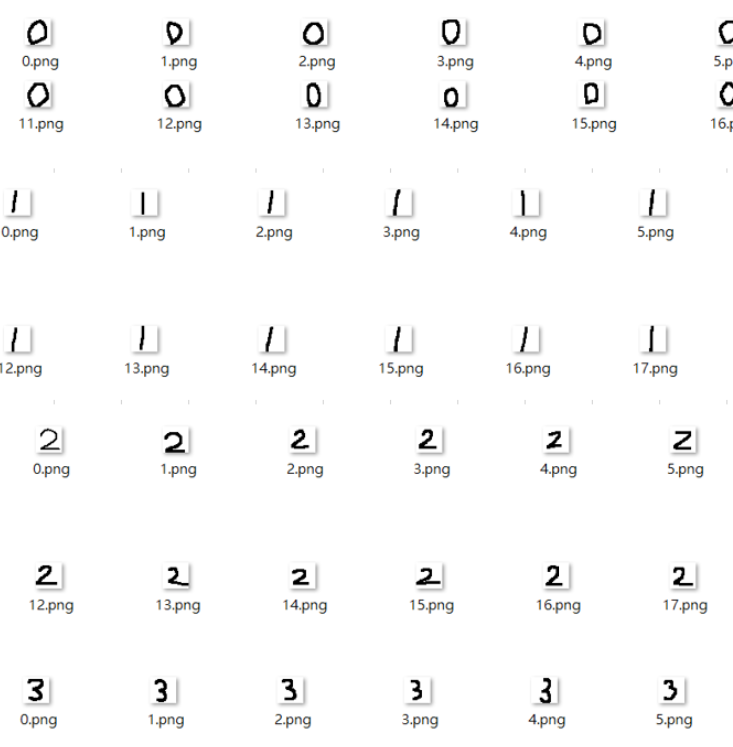 0 0 0 0 0
0.png 1.png 2.png 3.png 4.png 5.p
0 0 0 0 0
11.png 12.png 13.png 14.png 15.png 16.p
1 1 1 1 1 1
0.png 1.png 2.png 3.png 4.png 5.png
1 1 1 1 1 1
12.png 13.png 14.png 15.png 16.png 17.png
2 2 2 2 2 2
0.png 1.png 2.png 3.png 4.png 5.png
2 2 2 2 2 2
12.png 13.png 14.png 15.png 16.png 17.png
3 3 3 3 3 3
0.png 1.png 2.png 3.png 4.png 5.png